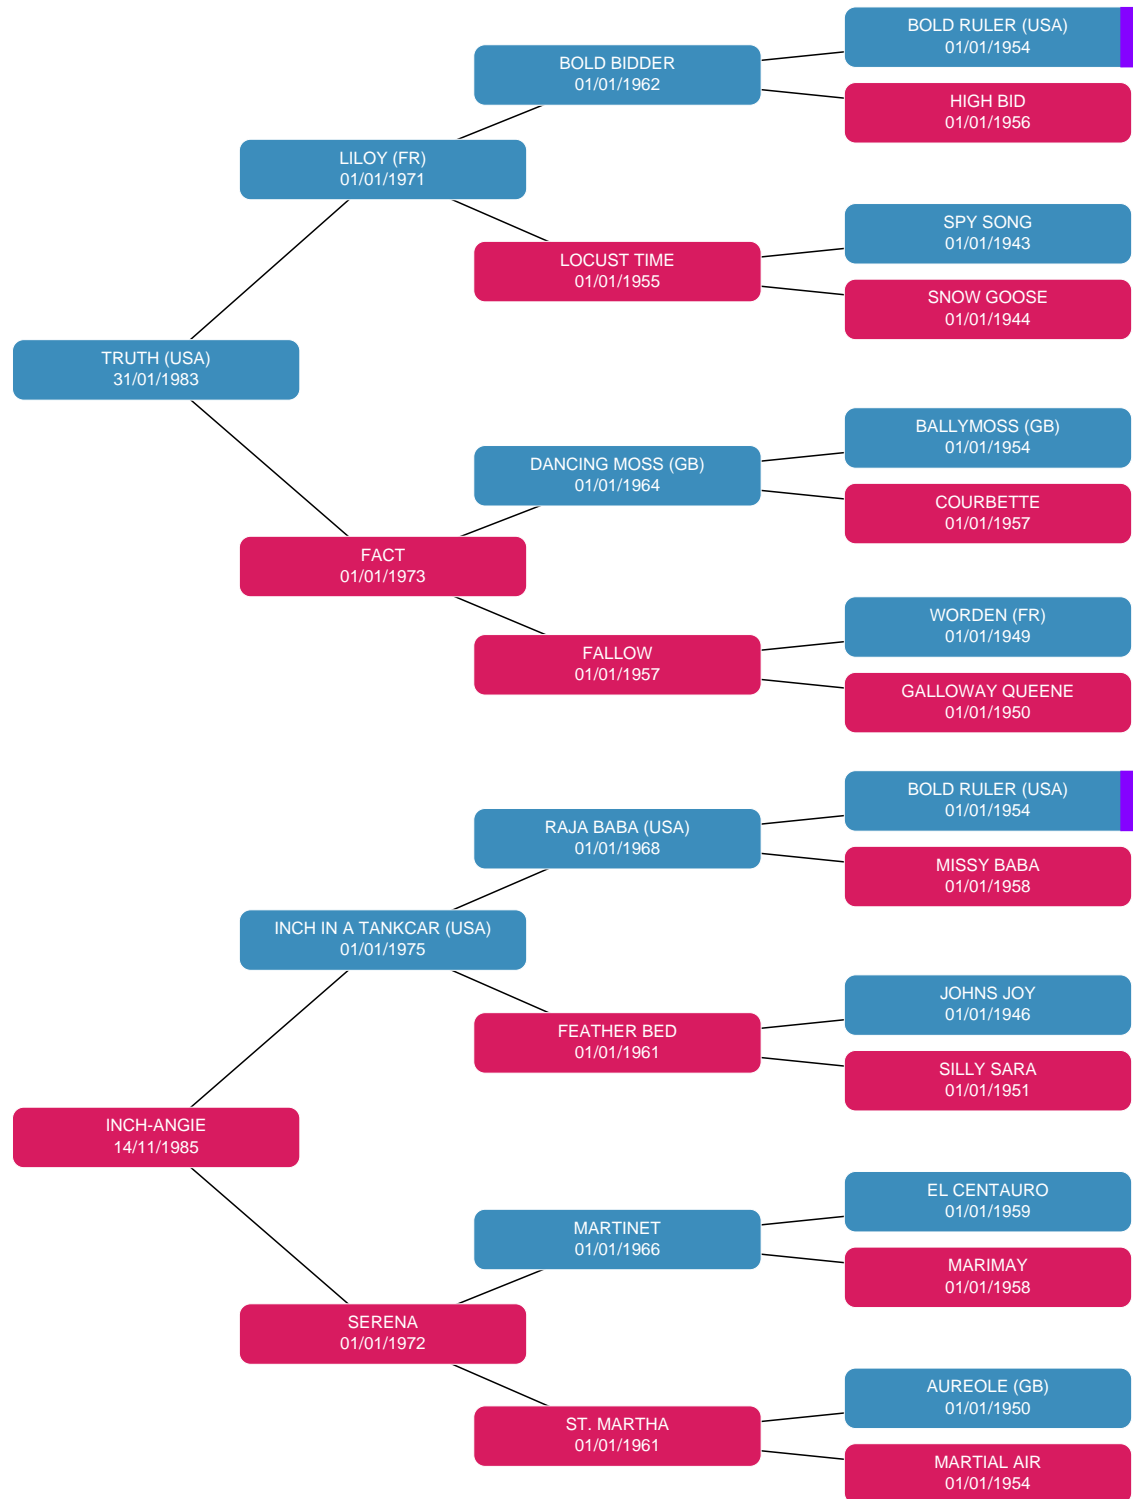 BOLD RULER (USA)
01/01/1954
BOLD BIDDER
01/01/1962
HIGH BID
01/01/1956
LILOY (FR)
01/01/1971
SPY SONG
01/01/1943
LOCUST TIME
01/01/1955
SNOW GOOSE
01/01/1944
TRUTH (USA)
31/01/1983
BALLYMOSS (GB)
01/01/1954
DANCING MOSS (GB)
01/01/1964
COURBETTE
01/01/1957
FACT
01/01/1973
WORDEN (FR)
01/01/1949
FALLOW
01/01/1957
GALLOWAY QUEENE
01/01/1950
BOLD RULER (USA)
01/01/1954
RAJA BABA (USA)
01/01/1968
MISSY BABA
01/01/1958
INCH IN A TANKCAR (USA)
01/01/1975
JOHNS JOY
01/01/1946
FEATHER BED
01/01/1961
SILLY SARA
01/01/1951
INCH-ANGIE
14/11/1985
EL CENTAURO
01/01/1959
MARTINET
01/01/1966
MARIMAY
01/01/1958
SERENA
01/01/1972
AUREOLE (GB)
01/01/1950
ST. MARTHA
01/01/1961
MARTIAL AIR
01/01/1954